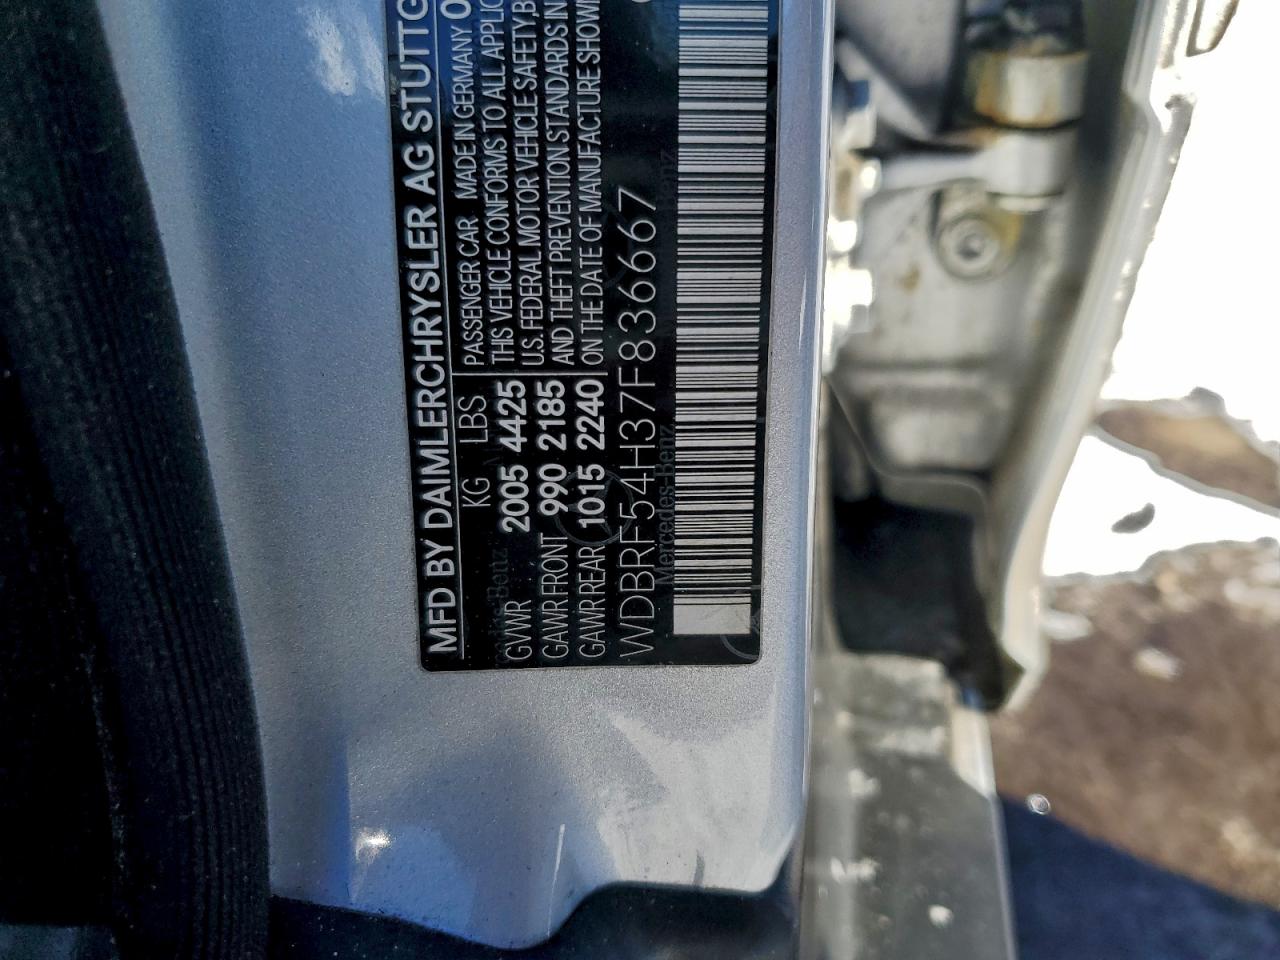 MFD BY DAIMLERCHRYSLER AG STUTTG
KG LBS
GVWR 2005 4425
GAWR FRONT 990 2185
GAWR REAR 1015 2240
PASSENGER CAR MADE IN GERMANY 0
THIS VEHICLE CONFORMS TO ALL APPLIC
U.S. FEDERAL MOTOR VEHICLE SAFETY, B
AND THEFT PREVENTION STANDARDS IN
ON THE DATE OF MANUFACTURE SHOWN
WDBRF54H37F836667
Mercedes-Benz